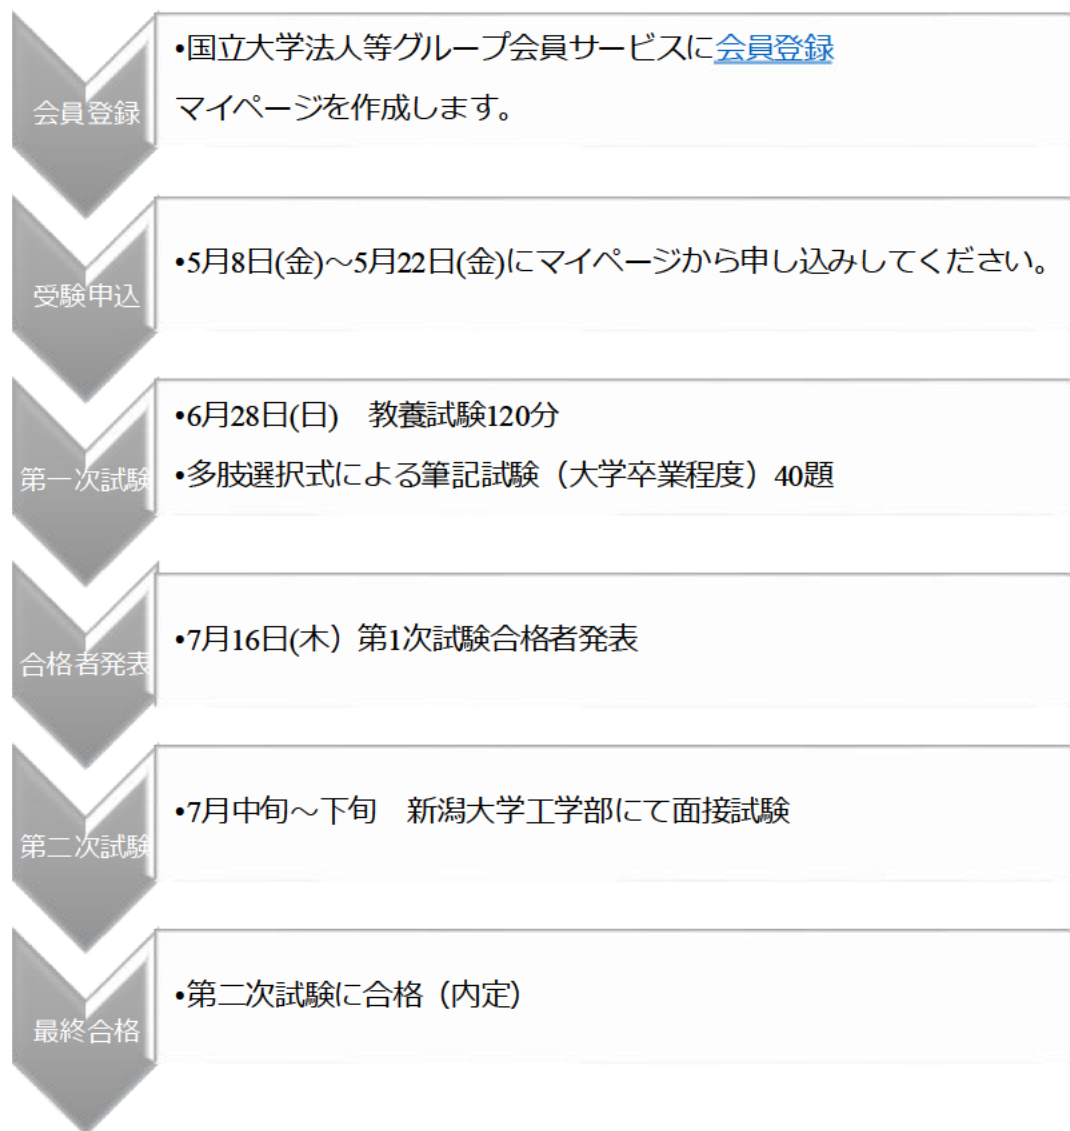 会員登録
•国立大学法人等グループ会員サービスに会員登録
マイページを作成します。
受験申込
•5月8日(金)～5月22日(金)にマイページから申し込みしてください。
第一次試験
•6月28日(日)　教養試験120分
•多肢選択式による筆記試験（大学卒業程度）40題
合格者発表
•7月16日(木）第1次試験合格者発表
第二次試験
•7月中旬～下旬　新潟大学工学部にて面接試験
最終合格
•第二次試験に合格（内定）